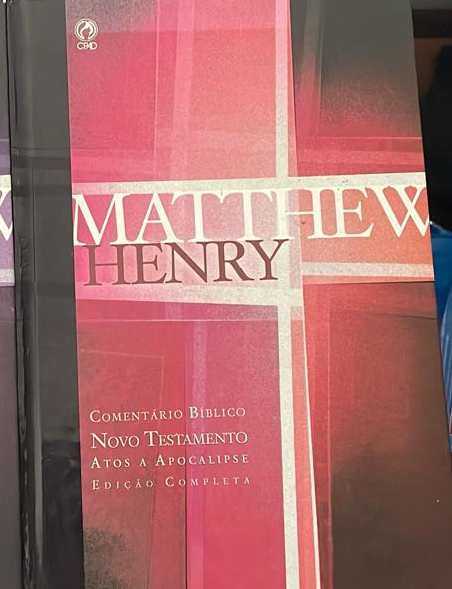 CPAD
MATTHEW
HENRY
COMENTÁRIO BÍBLICO
NOVO TESTAMENTO
ATOS A APOCALIPSE
EDIÇÃO COMPLETA
W